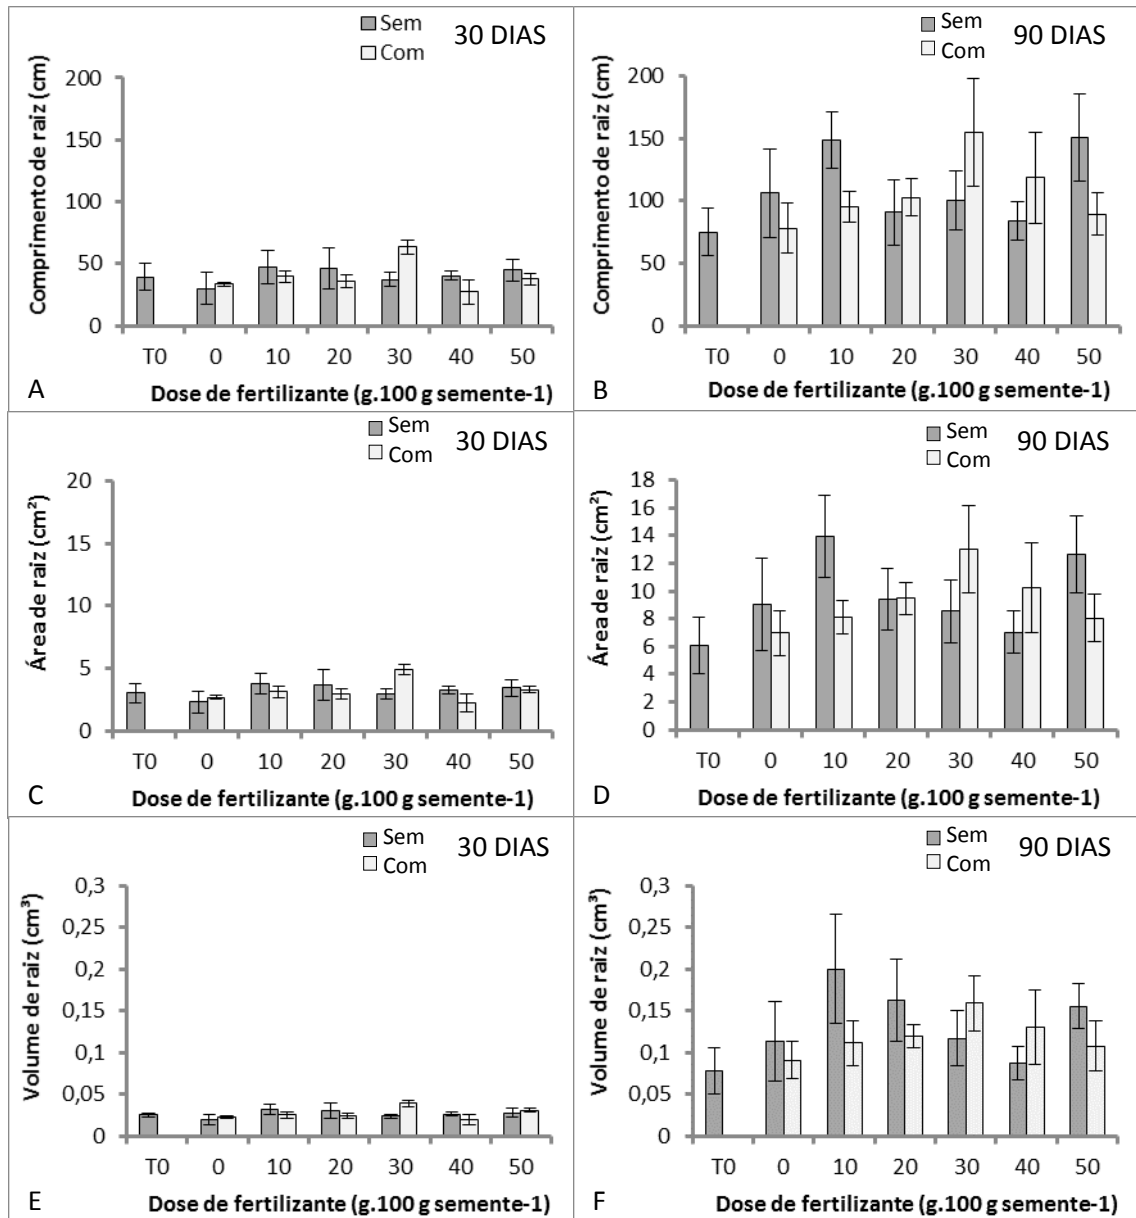 Sem
Com
30 DIAS
Comprimento de raiz (cm)
200
150
100
50
0
T0 0 10 20 30 40 50
Dose de fertilizante (g.100 g semente-1)
A
Sem
Com
90 DIAS
Comprimento de raiz (cm)
200
150
100
50
0
T0 0 10 20 30 40 50
Dose de fertilizante (g.100 g semente-1)
B
Sem
Com
30 DIAS
Área de raiz (cm²)
20
15
10
5
0
T0 0 10 20 30 40 50
Dose de fertilizante (g.100 g semente-1)
C
Sem
Com
90 DIAS
Área de raiz (cm²)
18
16
14
12
10
8
6
4
2
0
T0 0 10 20 30 40 50
Dose de fertilizante (g.100 g semente-1)
D
Sem
Com
30 DIAS
Volume de raiz (cm³)
0,3
0,25
0,2
0,15
0,1
0,05
0
T0 0 10 20 30 40 50
Dose de fertilizante (g.100 g semente-1)
E
Sem
Com
90 DIAS
Volume de raiz (cm³)
0,3
0,25
0,2
0,15
0,1
0,05
0
T0 0 10 20 30 40 50
Dose de fertilizante (g.100 g semente-1)
F